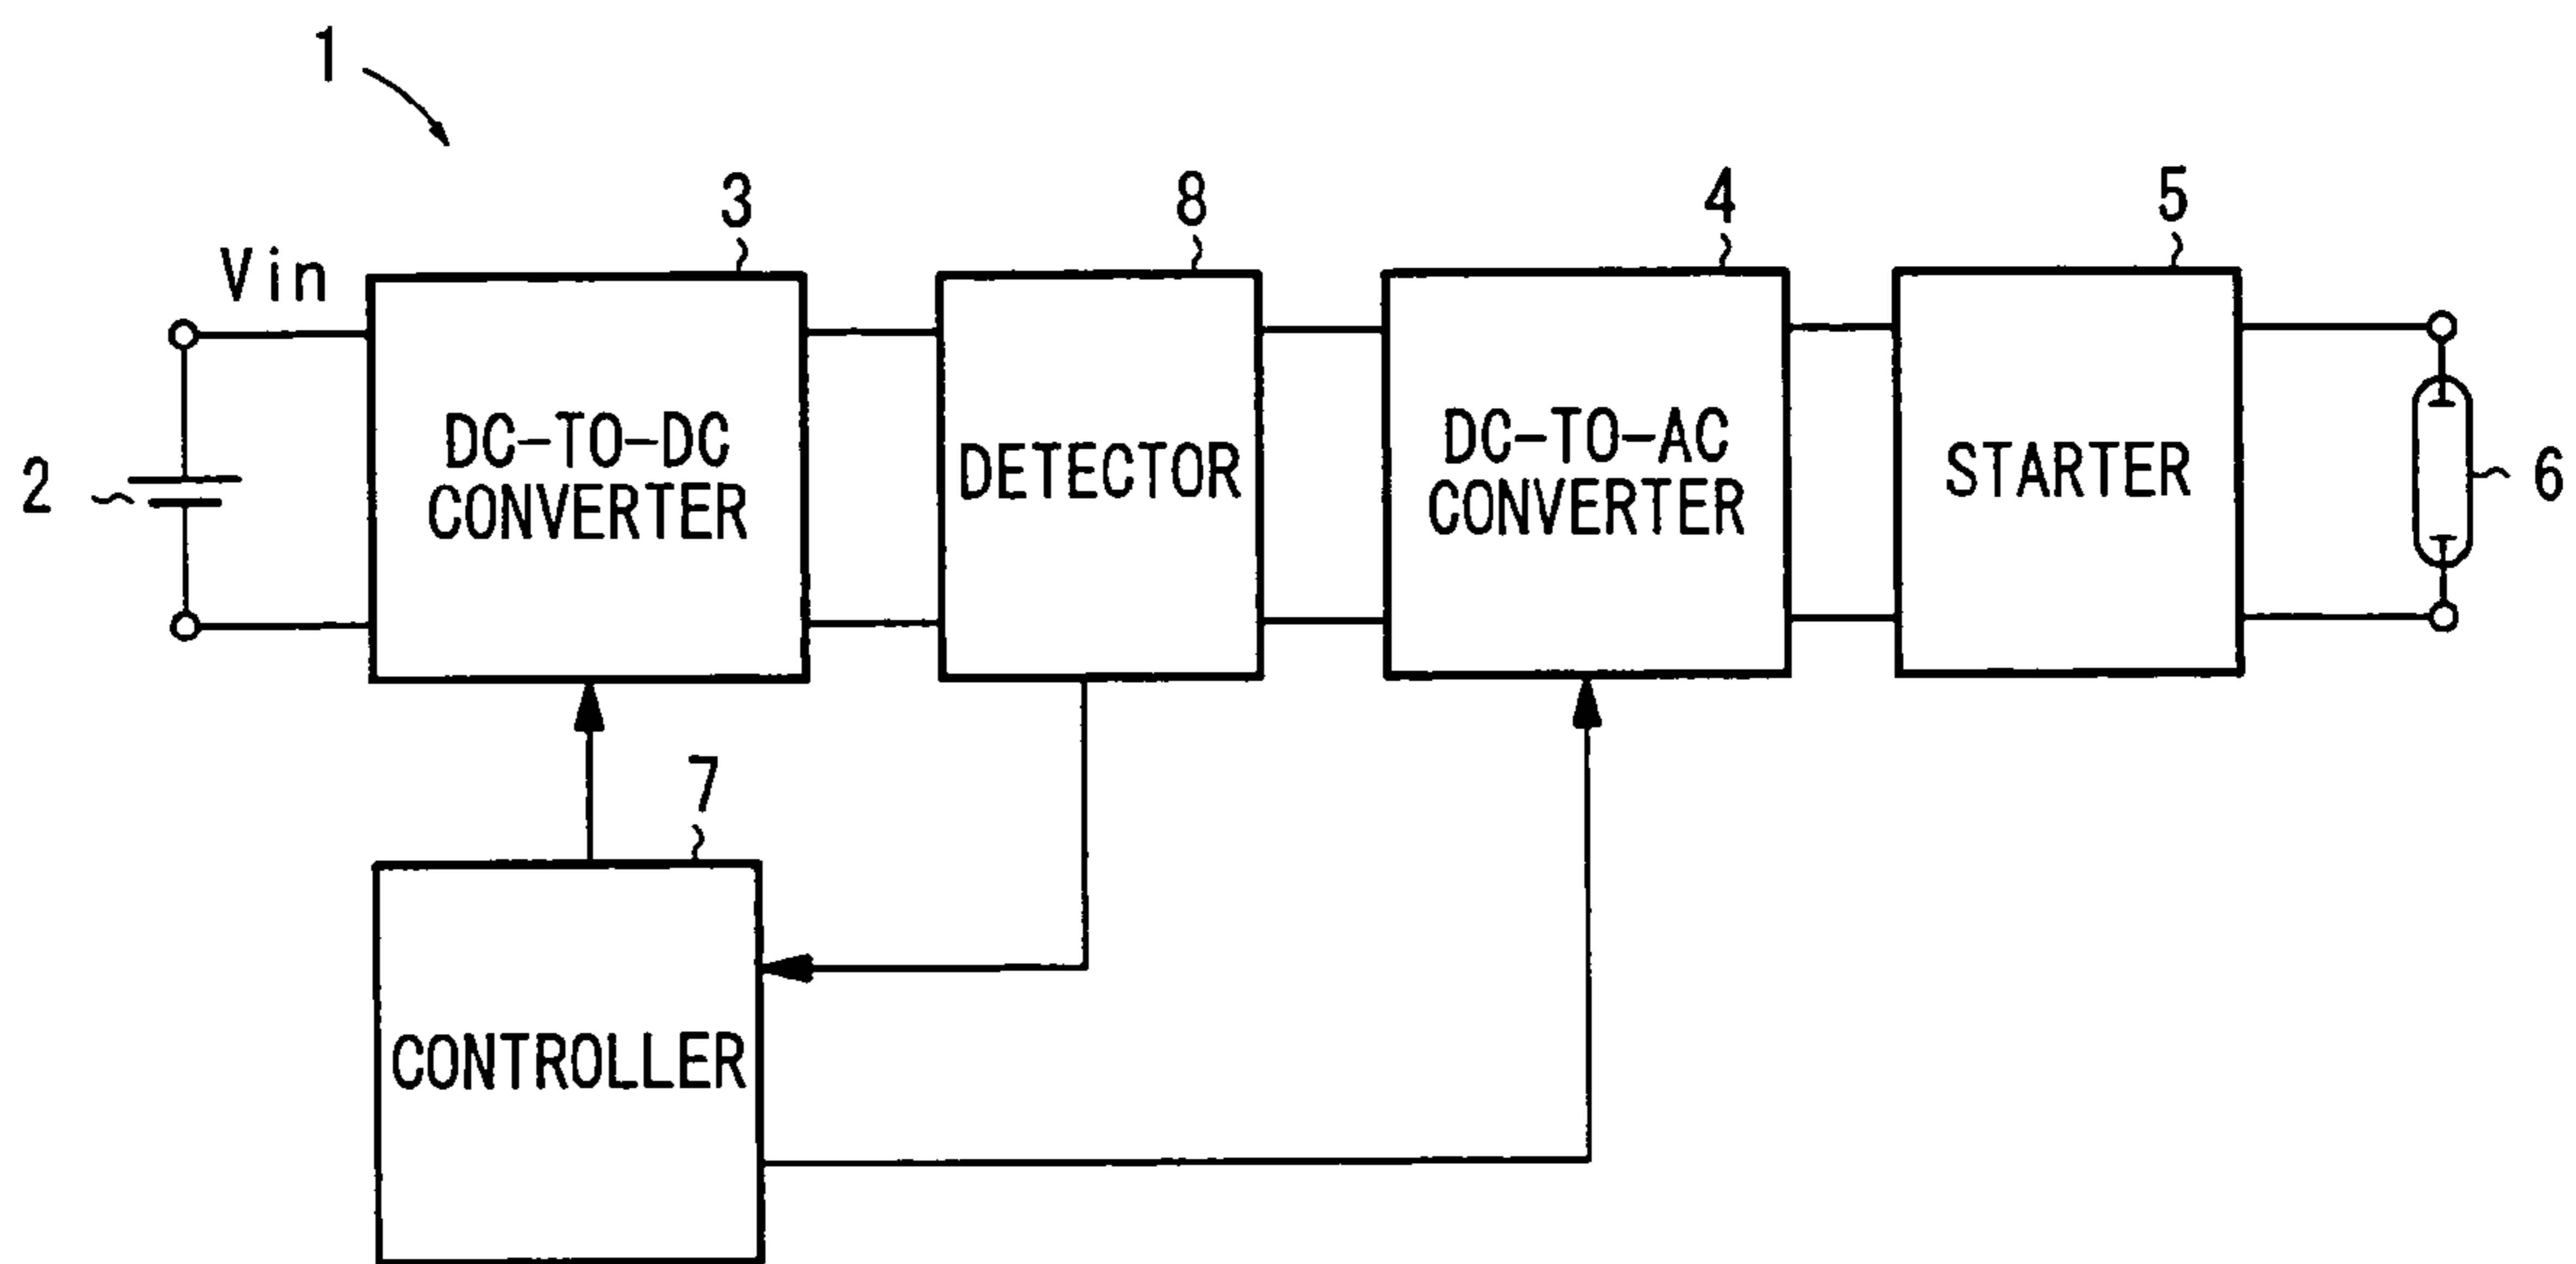 1
3
8
4
5
Vin
DC-TO-DC
CONVERTER
DETECTOR
DC-TO-AC
CONVERTER
STARTER
2
6
7
CONTROLLER